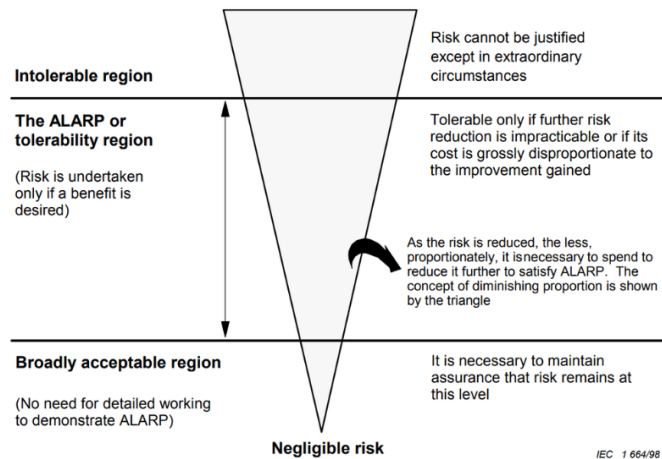 Risk cannot be justified
except in extraordinary
circumstances
Intolerable region
The ALARP or
tolerability region
(Risk is undertaken
only if a benefit is
desired)
Tolerable only if further risk
reduction is impracticable or if its
cost is grossly disproportionate to
the improvement gained
As the risk is reduced, the less,
proportionately, it is necessary to spend to
reduce it further to satisfy ALARP. The
concept of diminishing proportion is shown
by the triangle
Broadly acceptable region
(No need for detailed working
to demonstrate ALARP)
It is necessary to maintain
assurance that risk remains at
this level
Negligible risk
IEC 1 664/98